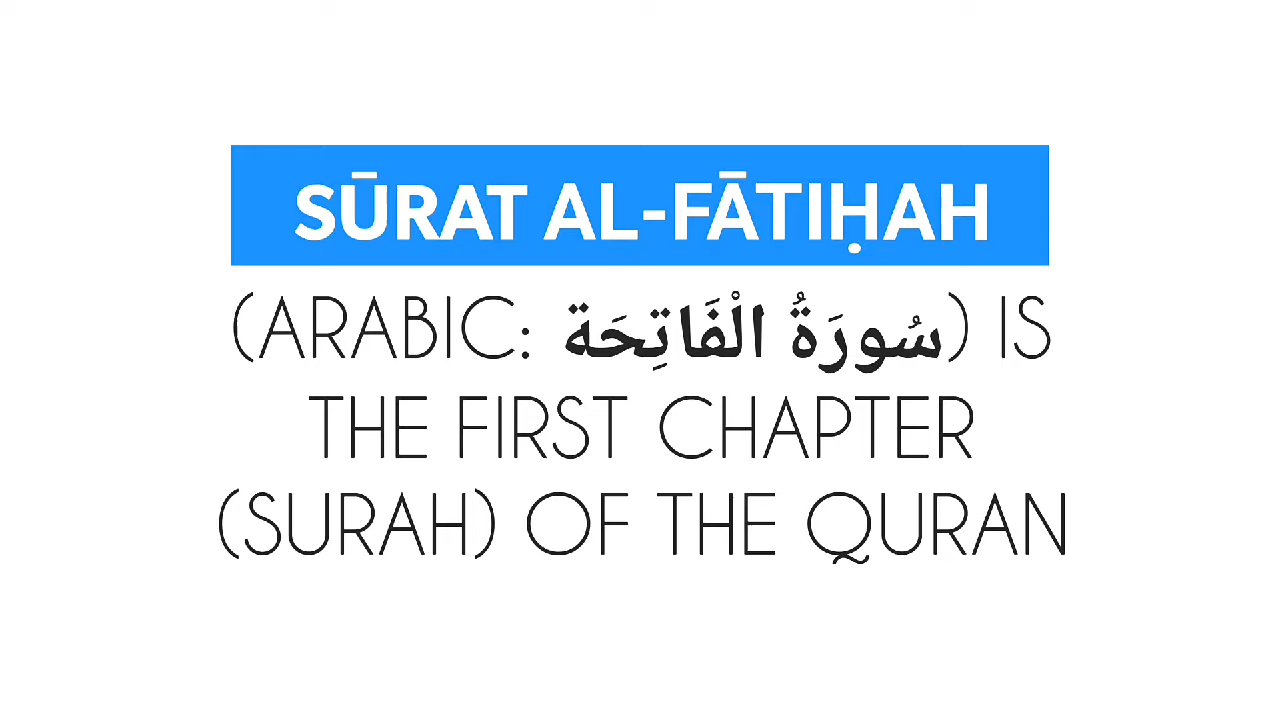 SŪRAT AL-FĀTIḤAH
(ARABIC: سُورَةُ الْفَاتِحَة) IS
THE FIRST CHAPTER
(SURAH) OF THE QURAN